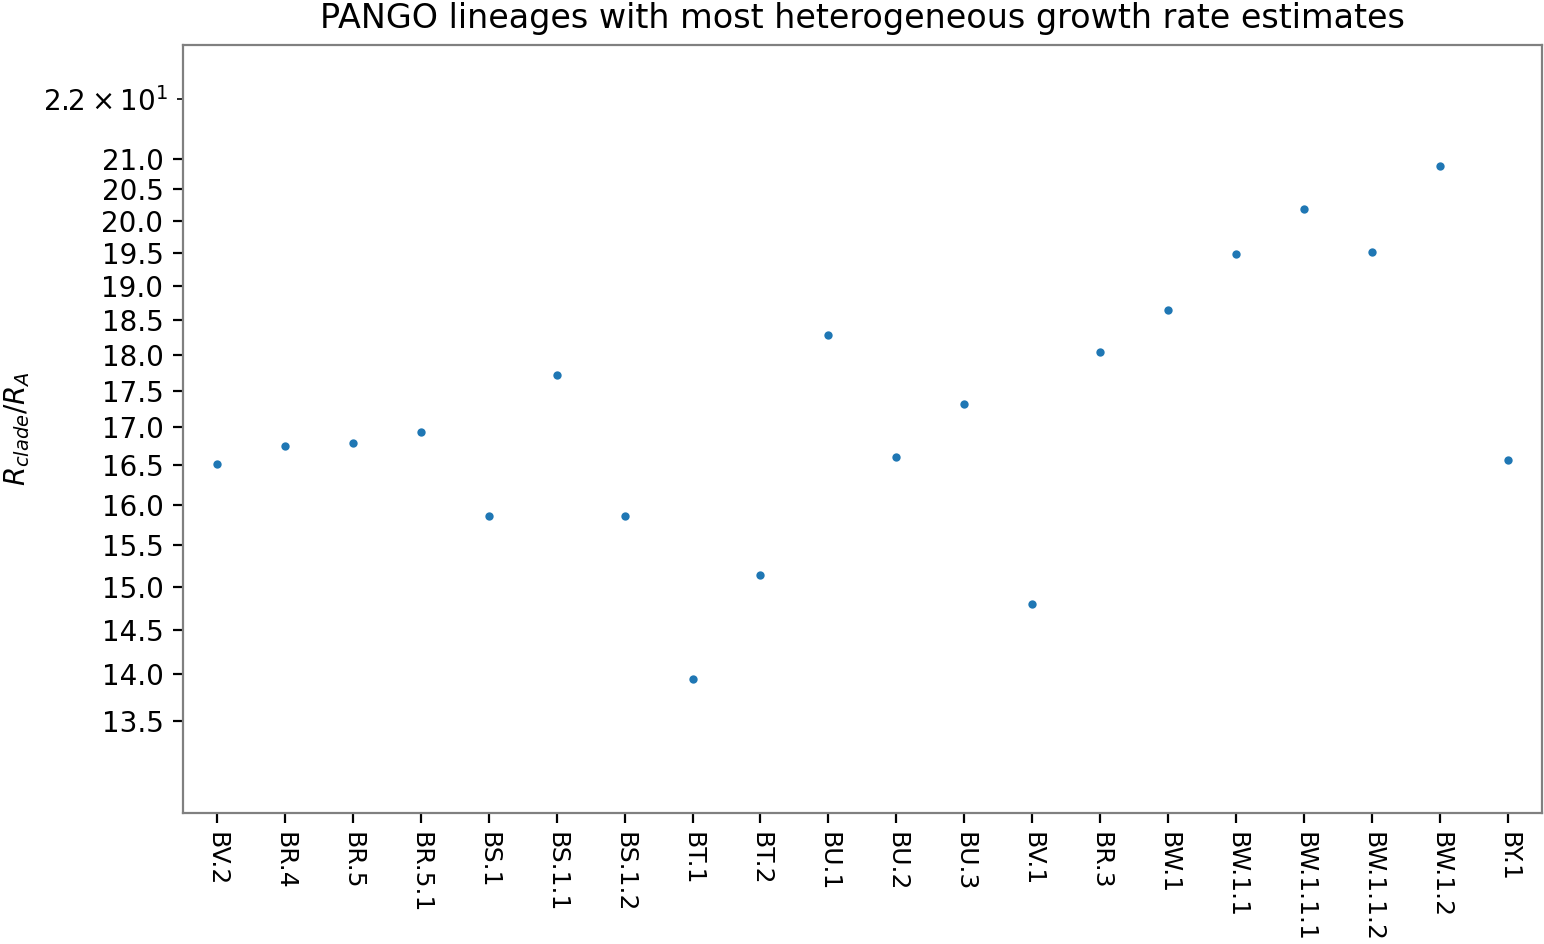 PANGO lineages with most heterogeneous growth rate estimates
2.2 × 10¹
21.0
20.5
20.0
19.5
19.0
18.5
18.0
17.5
17.0
16.5
16.0
15.5
15.0
14.5
14.0
13.5
R_clade/R_A
BV.2
BR.4
BR.5
BR.5.1
BS.1
BS.1.1
BS.1.2
BT.1
BT.2
BU.1
BU.2
BU.3
BV.1
BR.3
BW.1
BW.1.1
BW.1.1.1
BW.1.1.2
BW.1.2
BY.1